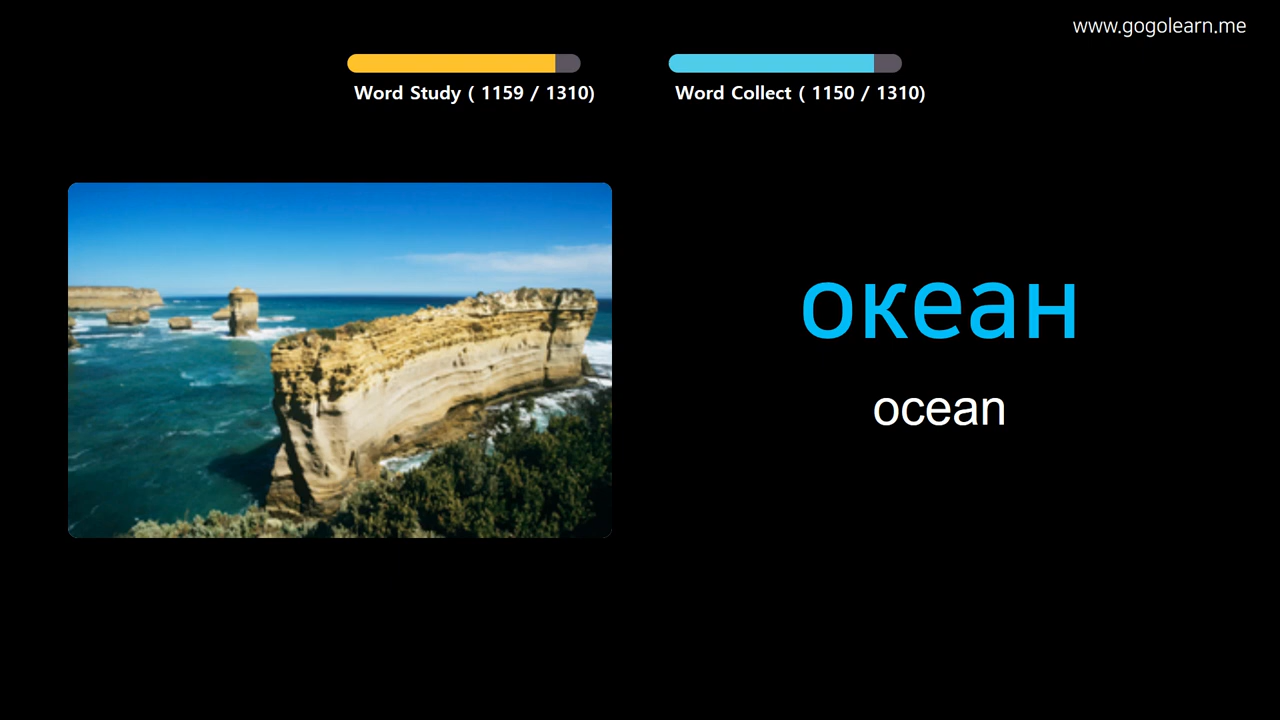 www.gogolearn.me
Word Study ( 1159 / 1310)
Word Collect ( 1150 / 1310)
океан
ocean